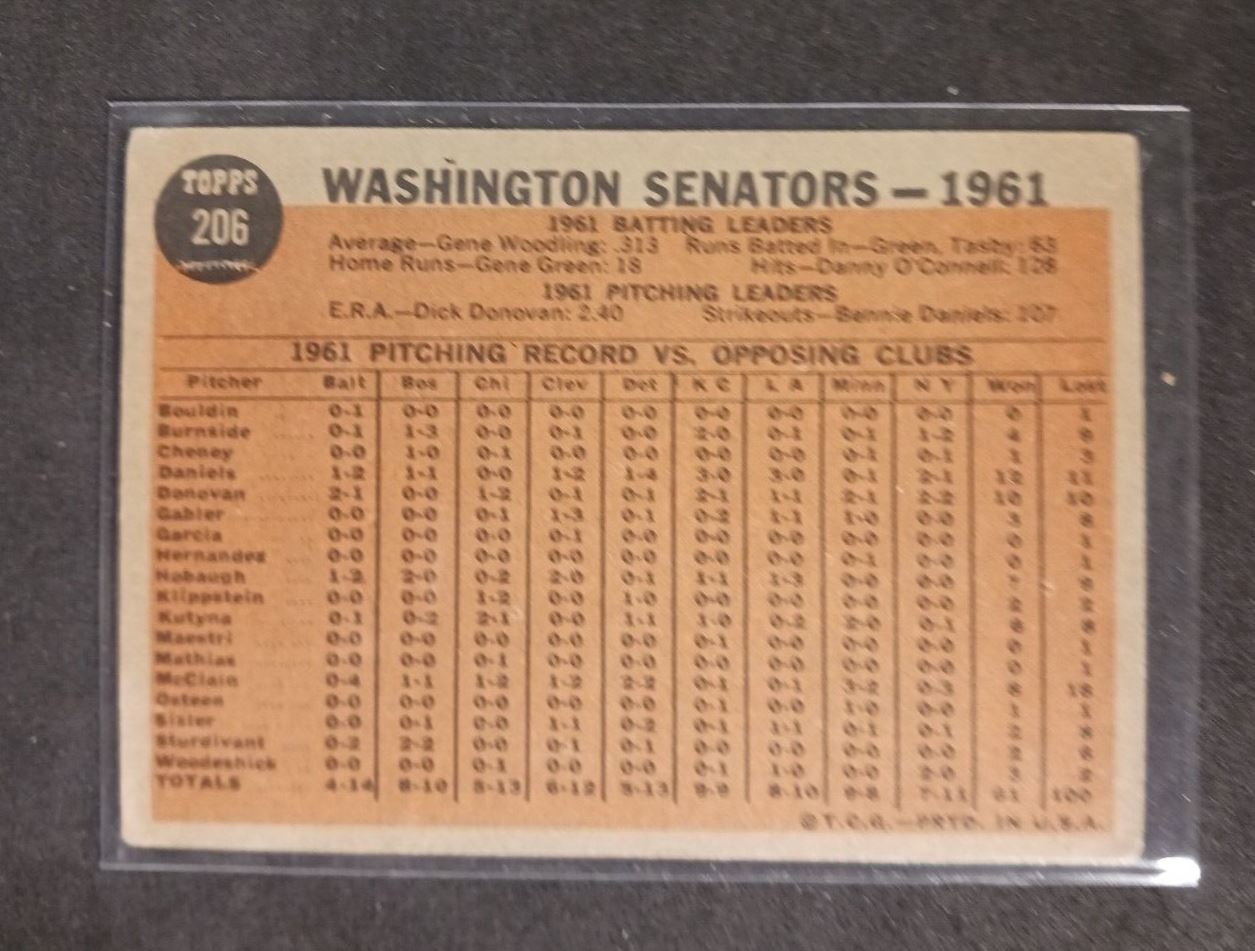 TOPPS
206
WASHINGTON SENATORS — 1961
1961 BATTING LEADERS
Average—Gene Woodling: .313 Runs Batted In—Green, Tasby: 63
Home Runs—Gene Green: 18 Hits—Danny O'Connell: 128
1961 PITCHING LEADERS
E.R.A.—Dick Donovan: 2.40 Strikeouts—Bennie Daniels: 107
1961 PITCHING RECORD VS. OPPOSING CLUBS
Pitcher Balt Bos Chi Clev Det K C L A Minn N Y Won Lost
Bouldin 0-1 0-0 0-0 0-0 0-0 0-0 0-0 0-0 0-0 0 1
Burnside 0-1 1-3 0-0 0-1 0-0 2-0 0-1 0-1 1-2 4 9
Cheney 0-0 1-0 0-1 0-0 0-0 0-0 0-0 0-1 0-1 1 3
Daniels 1-2 1-1 0-0 1-2 1-4 3-0 3-0 0-1 2-1 12 11
Donovan 2-1 0-0 1-2 0-1 0-1 2-1 1-1 2-1 2-2 10 10
Gabler 0-0 0-0 0-1 1-3 0-1 0-2 1-1 1-0 0-0 3 8
Garcia 0-0 0-0 0-0 0-1 0-0 0-0 0-0 0-0 0-0 0 1
Hernandez 0-0 0-0 0-0 0-0 0-0 0-0 0-0 0-1 0-0 0 1
Hobaugh 1-2 2-0 0-2 2-0 0-1 1-1 1-3 0-0 0-0 7 9
Klippstein 0-0 0-0 1-2 0-0 1-0 0-0 0-0 0-0 0-0 2 2
Kutyna 0-1 0-2 2-1 0-0 1-1 1-0 0-2 2-0 0-1 6 8
Maestri 0-0 0-0 0-0 0-0 0-0 0-1 0-0 0-0 0-0 0 1
Mathias 0-0 0-0 0-1 0-0 0-0 0-0 0-0 0-0 0-0 0 1
McClain 0-4 1-1 1-2 1-2 2-2 0-1 0-1 3-2 0-3 8 18
Osteen 0-0 0-0 0-0 0-0 0-0 0-1 0-0 1-0 0-0 1 1
Sisler 0-0 0-1 0-0 1-1 0-2 0-1 1-1 0-1 0-1 2 8
Sturdivant 0-2 2-2 0-0 0-1 0-1 0-0 0-0 0-0 0-0 2 6
Woodeshick 0-0 0-0 0-1 0-0 0-0 0-1 1-0 0-0 2-0 3 2
TOTALS 4-14 8-10 5-13 6-12 5-13 9-9 8-10 9-8 7-11 61 100
© T.C.G.—PRTD. IN U.S.A.